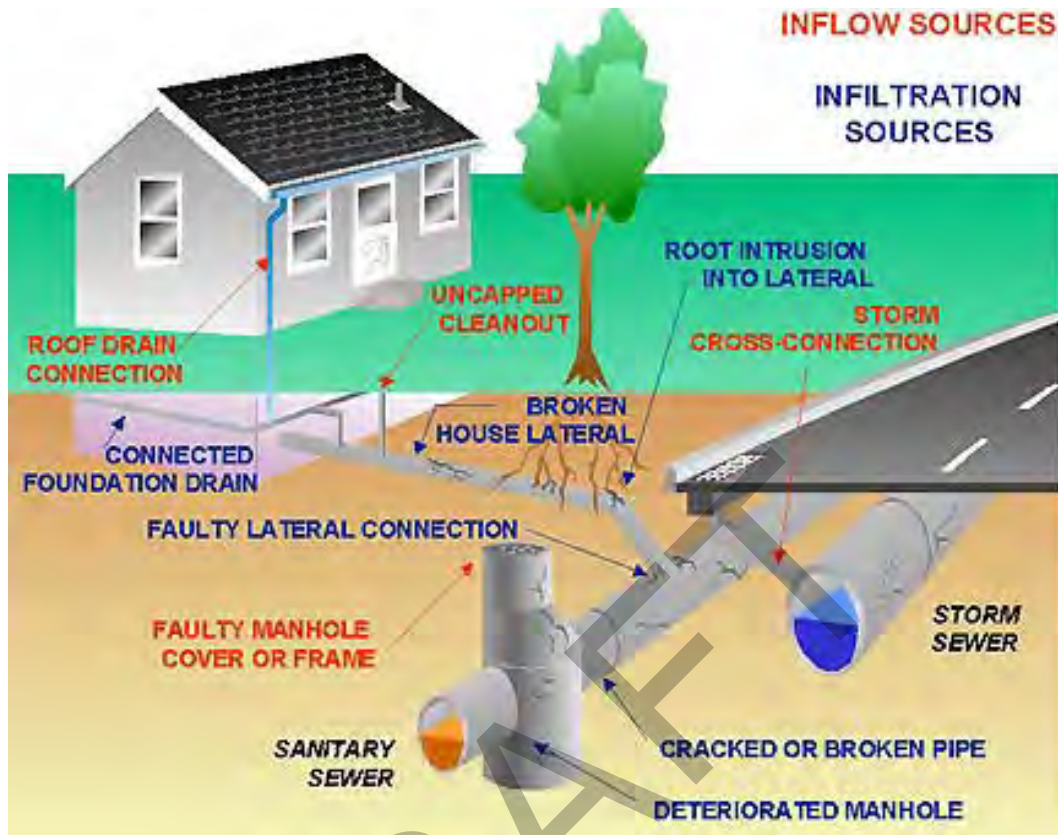 INFLOW SOURCES
INFILTRATION
SOURCES
ROOT INTRUSION
INTO LATERAL
UNCAPPED
CLEANOUT
STORM
CROSS-CONNECTION
ROOF DRAIN
CONNECTION
BROKEN
HOUSE LATERAL
CONNECTED
FOUNDATION DRAIN
FAULTY LATERAL CONNECTION
FAULTY MANHOLE
COVER OR FRAME
STORM
SEWER
SANITARY
SEWER
CRACKED OR BROKEN PIPE
DETERIORATED MANHOLE
DRAFT